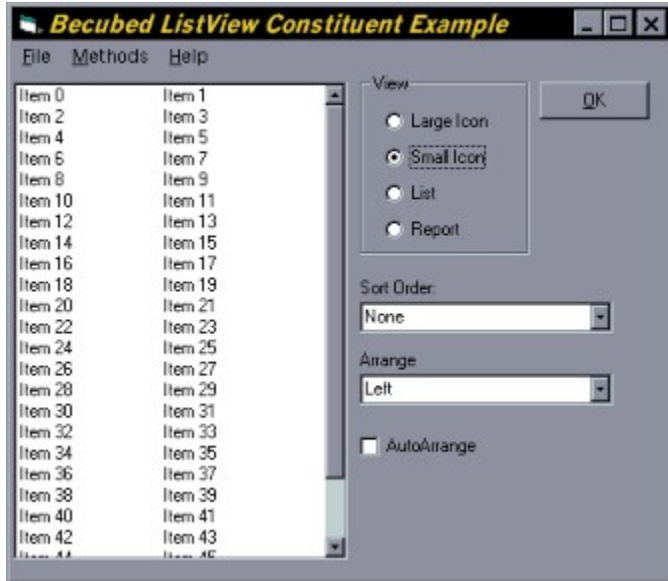 Becubed ListView Constituent Example
File Methods Help
Item 0 Item 1
Item 2 Item 3
Item 4 Item 5
Item 6 Item 7
Item 8 Item 9
Item 10 Item 11
Item 12 Item 13
Item 14 Item 15
Item 16 Item 17
Item 18 Item 19
Item 20 Item 21
Item 22 Item 23
Item 24 Item 25
Item 26 Item 27
Item 28 Item 29
Item 30 Item 31
Item 32 Item 33
Item 34 Item 35
Item 36 Item 37
Item 38 Item 39
Item 40 Item 41
Item 42 Item 43
View
Large Icon
Small Icon
List
Report
OK
Sort Order:
None
Arrange
Left
AutoArrange